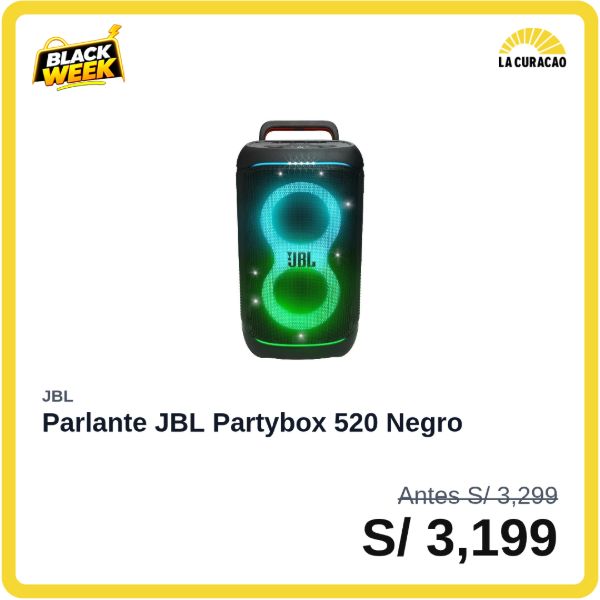 BLACK
WEEK
LA CURACAO
JBL
JBL
Parlante JBL Partybox 520 Negro
Antes S/ 3,299
S/ 3,199